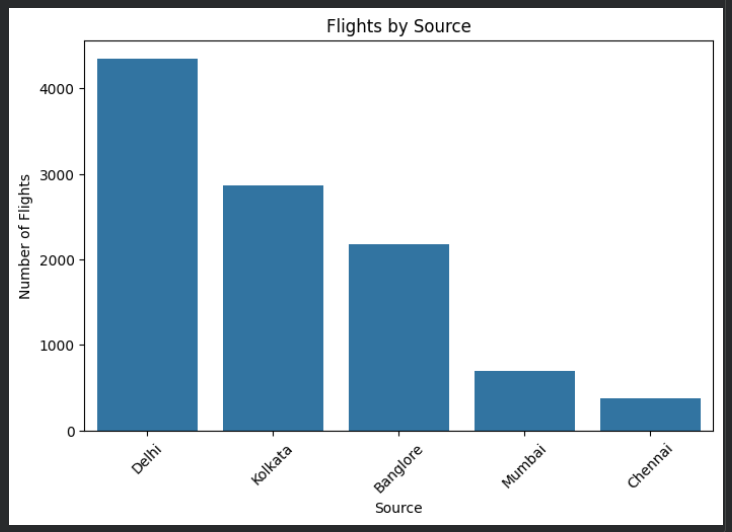 Flights by Source
Number of Flights
4000
3000
2000
1000
0
Delhi
Kolkata
Banglore
Mumbai
Chennai
Source